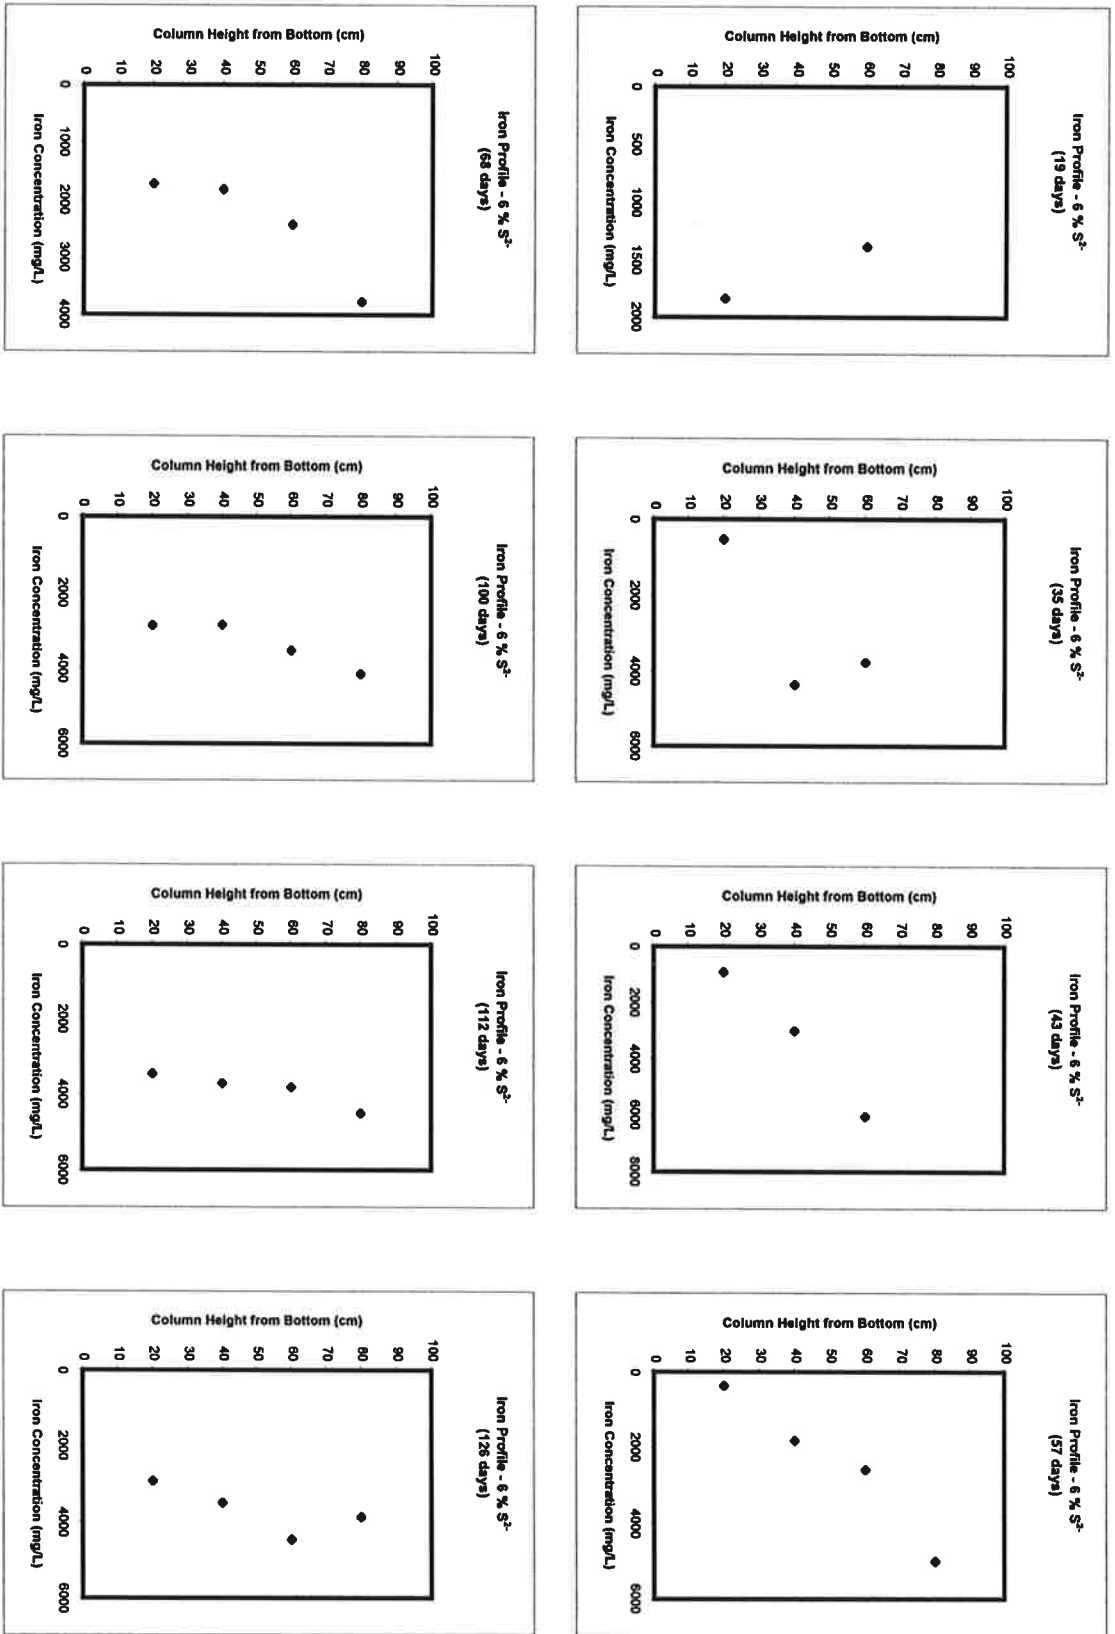 Iron Profile - 6 % S²⁻
(19 days)
Column Height from Bottom (cm)
100
90
80
70
60
50
40
30
20
10
0
0 500 1000 1500 2000
Iron Concentration (mg/L)
Iron Profile - 6 % S²⁻
(35 days)
Column Height from Bottom (cm)
100
90
80
70
60
50
40
30
20
10
0
0 2000 4000 6000
Iron Concentration (mg/L)
Iron Profile - 6 % S²⁻
(43 days)
Column Height from Bottom (cm)
100
90
80
70
60
50
40
30
20
10
0
0 2000 4000 6000 8000
Iron Concentration (mg/L)
Iron Profile - 6 % S²⁻
(57 days)
Column Height from Bottom (cm)
100
90
80
70
60
50
40
30
20
10
0
0 2000 4000 6000
Iron Concentration (mg/L)
Iron Profile - 6 % S²⁻
(68 days)
Column Height from Bottom (cm)
100
90
80
70
60
50
40
30
20
10
0
0 1000 2000 3000 4000
Iron Concentration (mg/L)
Iron Profile - 6 % S²⁻
(100 days)
Column Height from Bottom (cm)
100
90
80
70
60
50
40
30
20
10
0
0 2000 4000 6000
Iron Concentration (mg/L)
Iron Profile - 6 % S²⁻
(112 days)
Column Height from Bottom (cm)
100
90
80
70
60
50
40
30
20
10
0
0 2000 4000 6000
Iron Concentration (mg/L)
Iron Profile - 6 % S²⁻
(126 days)
Column Height from Bottom (cm)
100
90
80
70
60
50
40
30
20
10
0
0 2000 4000 6000
Iron Concentration (mg/L)